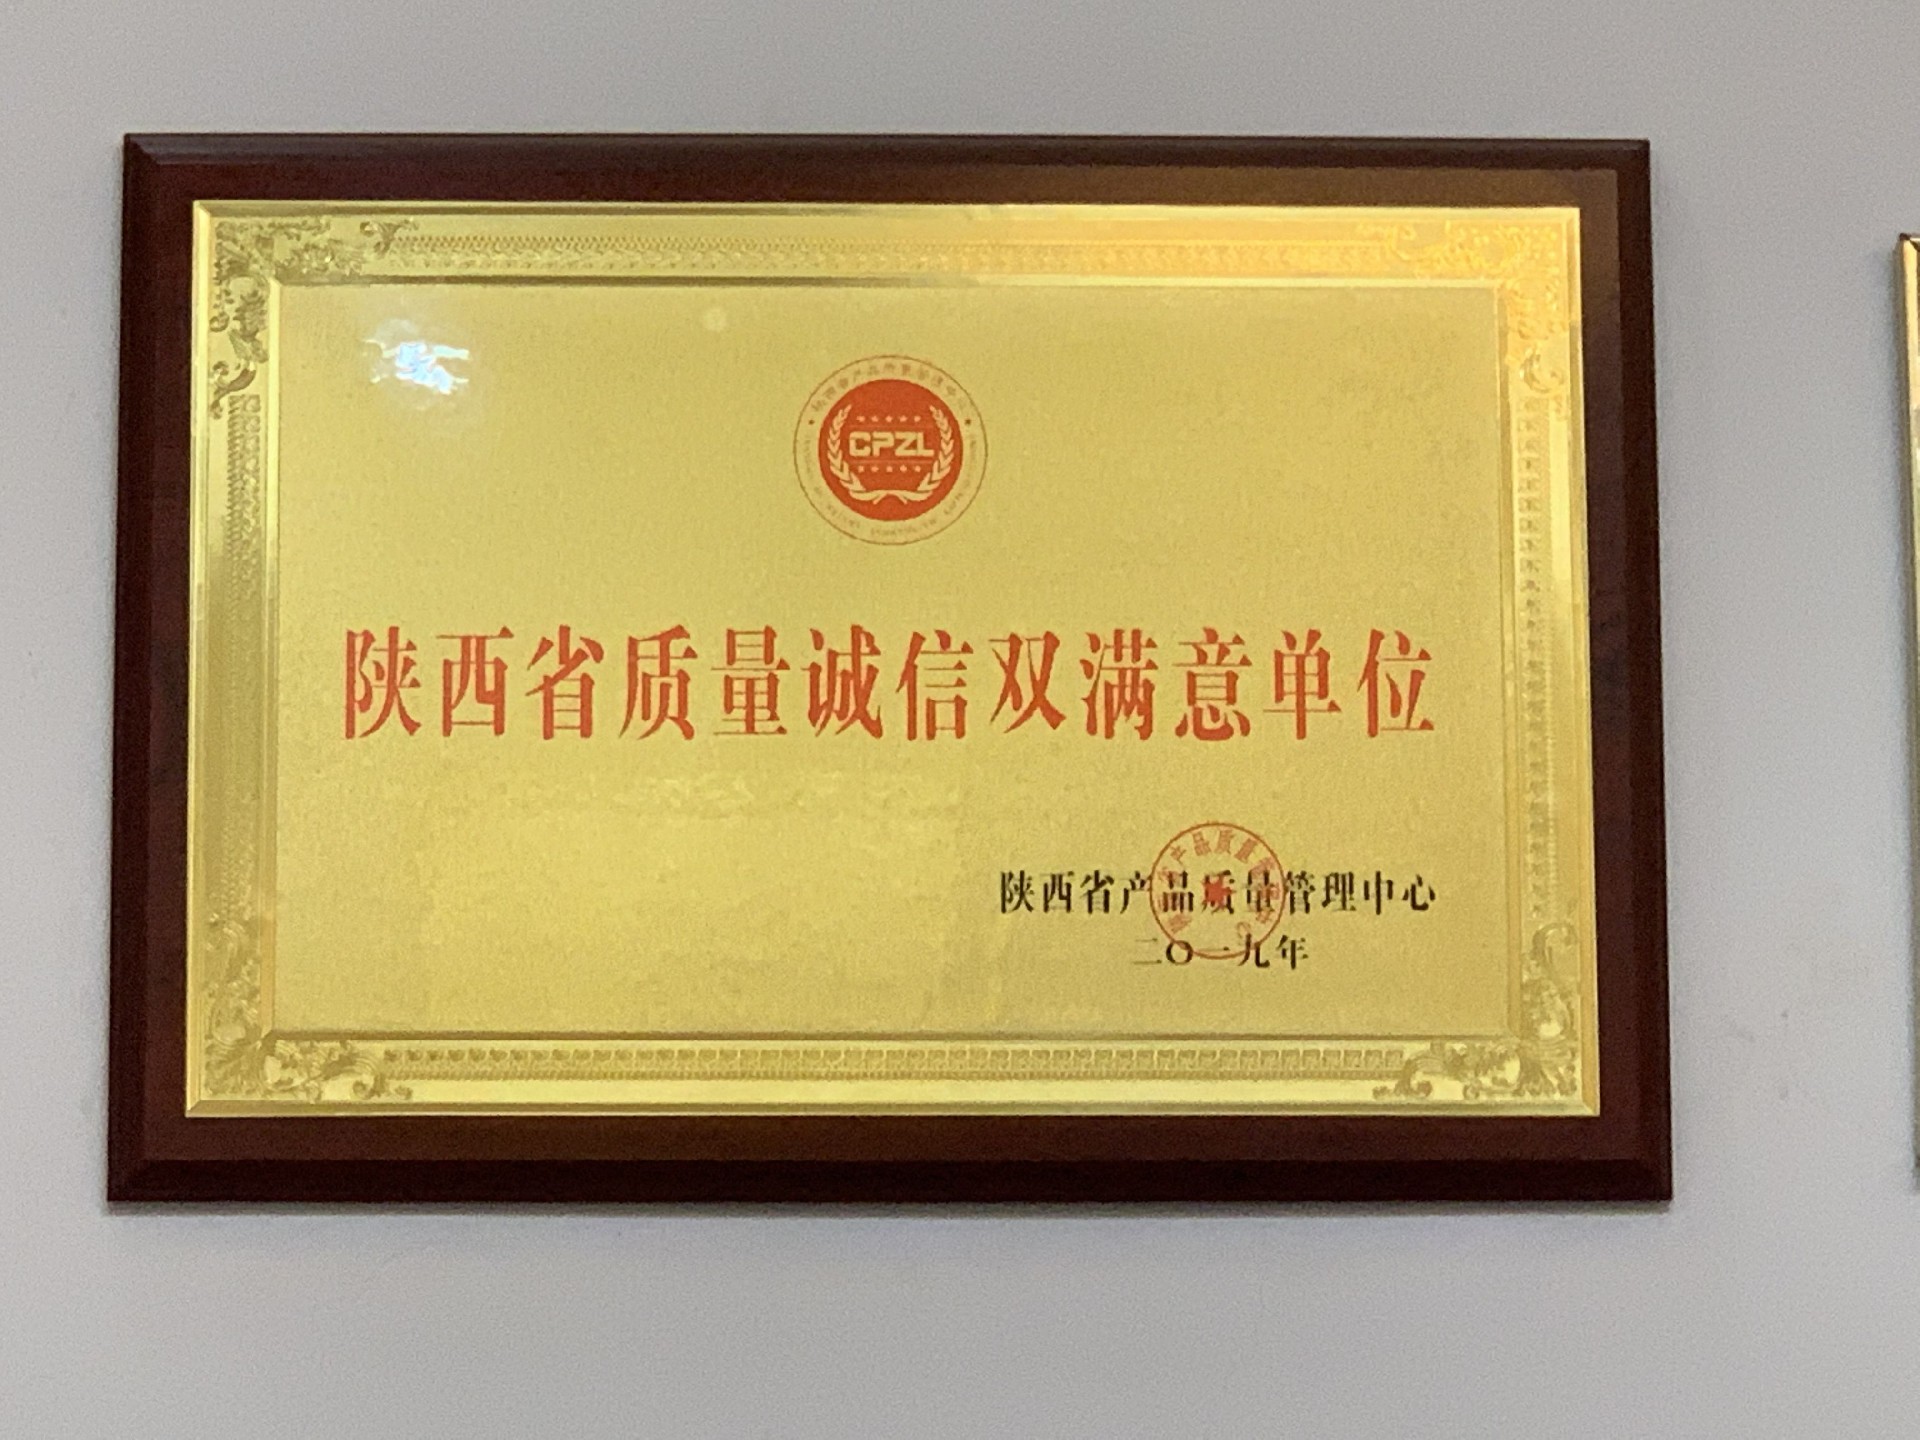 CPZL
陕西省质量诚信双满意单位
陕西省产品质量管理中心
二〇一九年